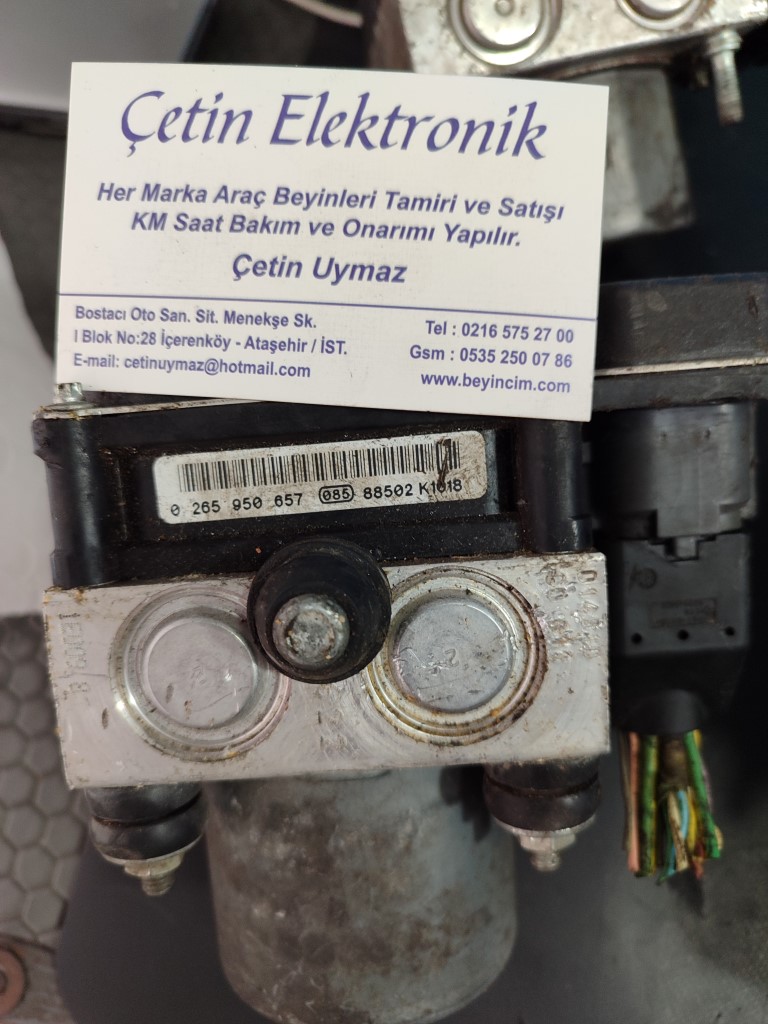 Çetin Elektronik
Her Marka Araç Beyinleri Tamiri ve Satışı
KM Saat Bakım ve Onarımı Yapılır.
Çetin Uymaz
Bostacı Oto San. Sit. Menekşe Sk.
I Blok No:28 İçerenköy - Ataşehir / İST.
E-mail: cetinuymaz@hotmail.com
Tel : 0216 575 27 00
Gsm : 0535 250 07 86
www.beyincim.com
0 265 950 657 085 88502 K1018